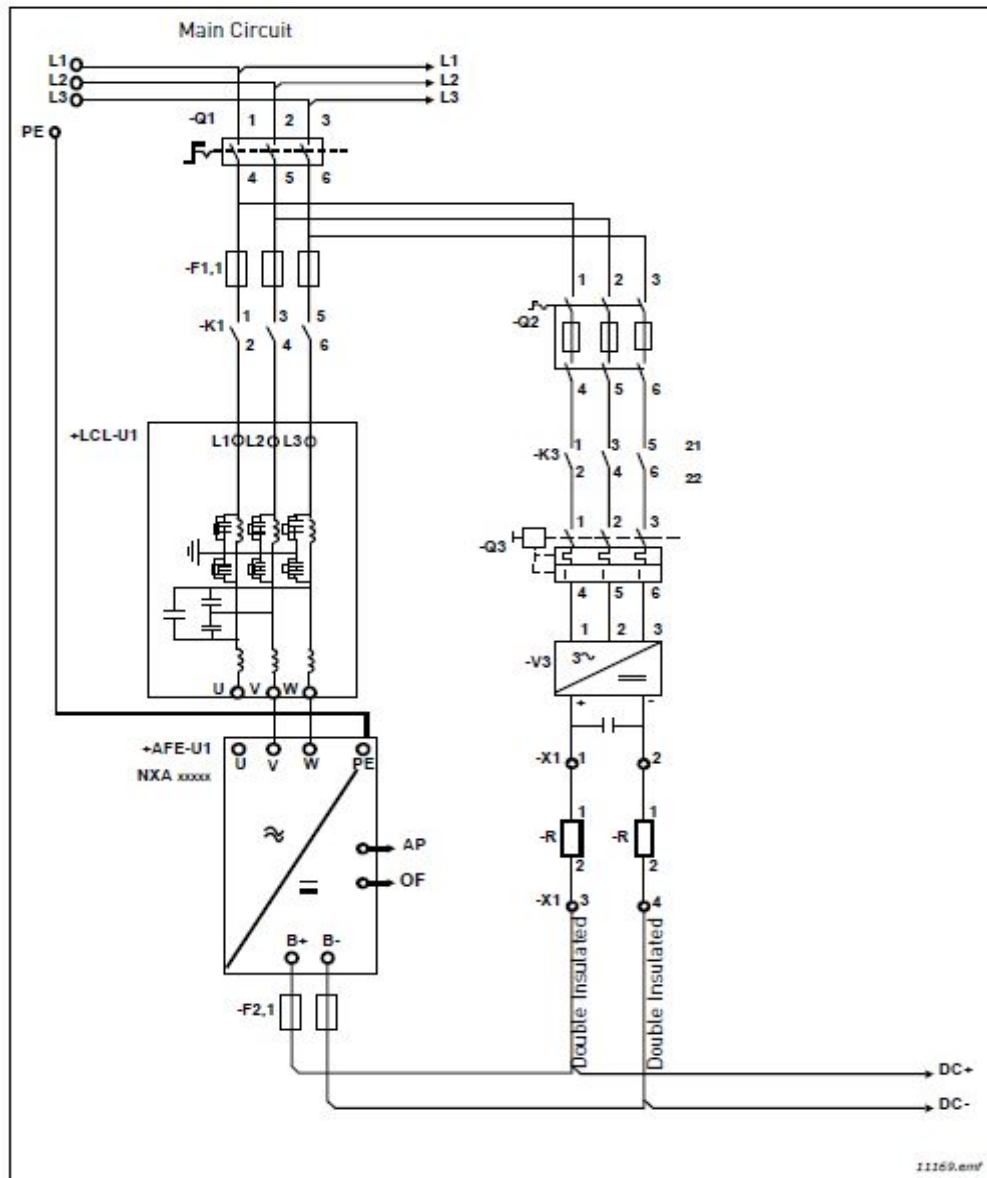 Main Circuit
L1 L1
L2 L2
L3 L3
PE
-Q1 1 2 3
4 5 6
-F1,1
1 2 3
-K1 1 3 5
2 4 6
-Q2
4 5 6
+LCL-U1 L1 L2 L3
-K3 1 3 5 21
2 4 6 22
1 2 3
-Q3
4 5 6
1 2 3
-V3 3~
U V W
+ -
+AFE-U1 U V W PE
NXA xxxxx
-X1 1 2
AP
OF
-R 1 -R 1
2 2
-X1 3 4
B+ B-
-F2,1
Double Insulated
Double Insulated
DC+
DC-
11169.emf